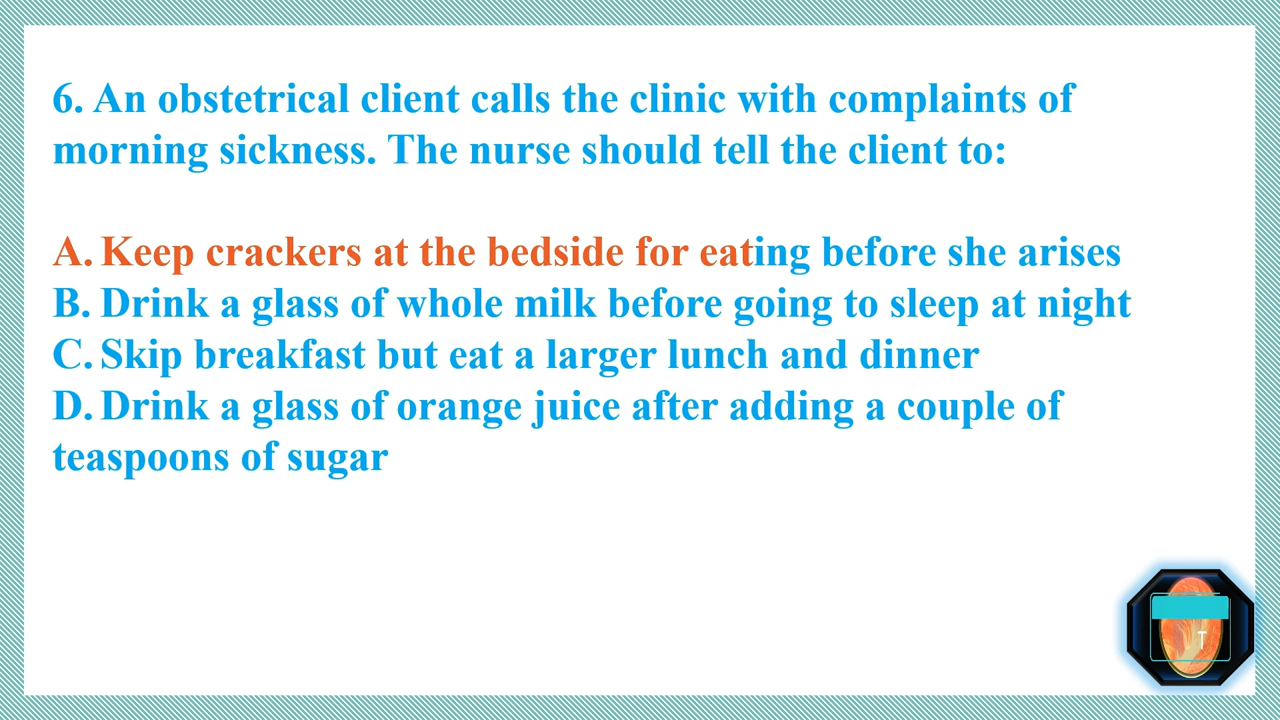 6. An obstetrical client calls the clinic with complaints of
morning sickness. The nurse should tell the client to:
A. Keep crackers at the bedside for eating before she arises
B. Drink a glass of whole milk before going to sleep at night
C. Skip breakfast but eat a larger lunch and dinner
D. Drink a glass of orange juice after adding a couple of
teaspoons of sugar
T